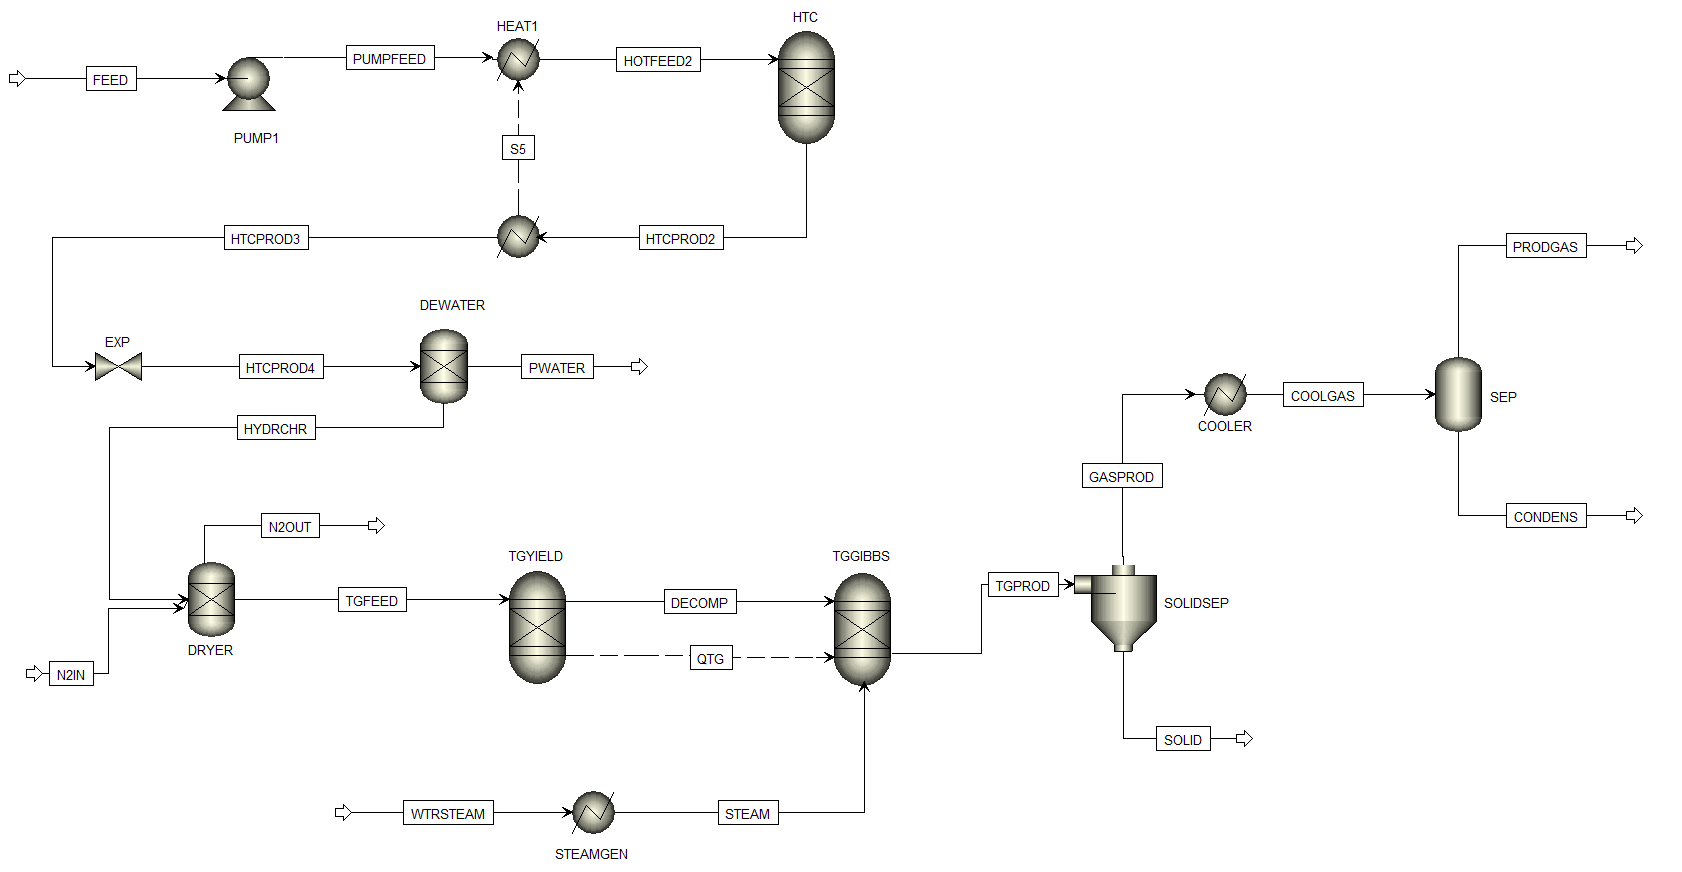 HTC
HEAT1
FEED
PUMPFEED
HOTFEED2
PUMP1
S5
HTCPROD3
HTCPROD2
PRODGAS
DEWATER
EXP
HTCPROD4
PWATER
COOLGAS
SEP
COOLER
HYDRCHR
GASPROD
CONDENS
N2OUT
TGYIELD
TGGIBBS
TGPROD
TGFEED
DECOMP
SOLIDSEP
DRYER
QTG
N2IN
SOLID
WTRSTEAM
STEAM
STEAMGEN